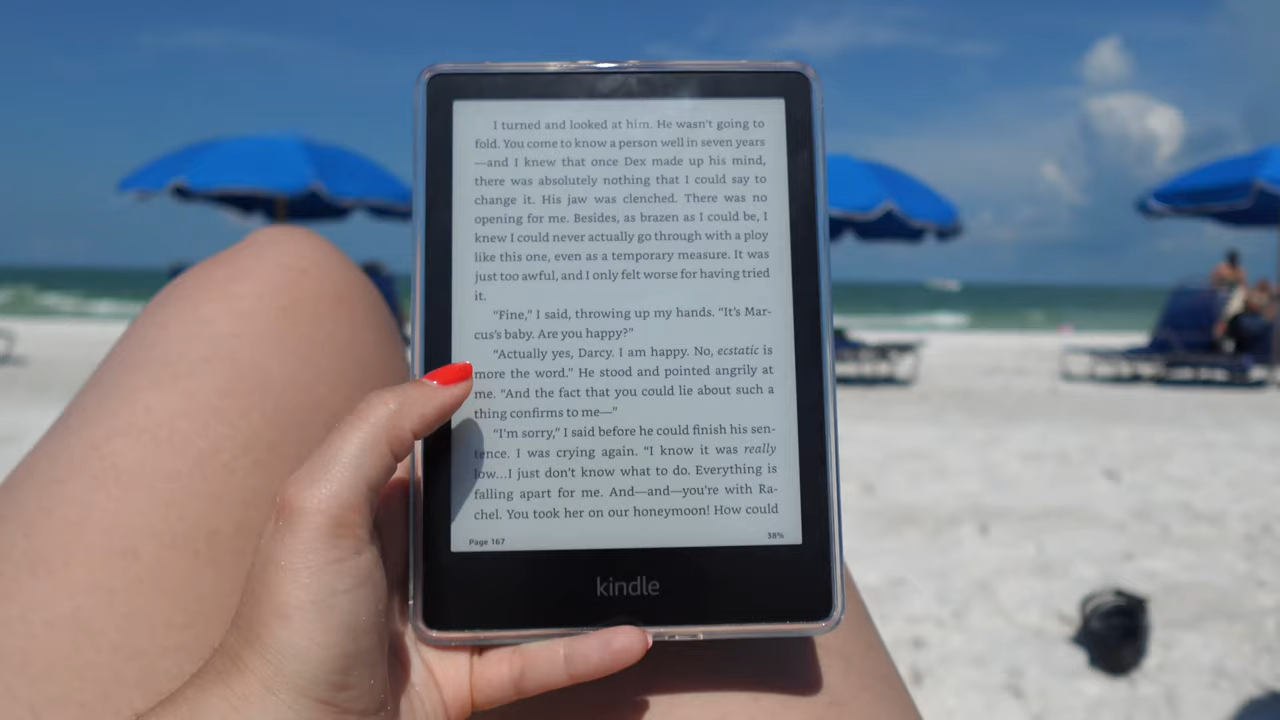 I turned and looked at him. He wasn't going to
fold. You come to know a person well in seven years
—and I knew that once Dex made up his mind,
there was absolutely nothing that I could say to
change it. His jaw was clenched. There was no
opening for me. Besides, as brazen as I could be, I
knew I could never actually go through with a ploy
like this one, even as a temporary measure. It was
just too awful, and I only felt worse for having tried
it.
“Fine,” I said, throwing up my hands. “It's Mar-
cus's baby. Are you happy?”
“Actually yes, Darcy. I am happy. No, ecstatic is
more the word.” He stood and pointed angrily at
me. “And the fact that you could lie about such a
thing confirms to me—”
“I'm sorry,” I said before he could finish his sen-
tence. I was crying again. “I know it was really
low...I just don't know what to do. Everything is
falling apart for me. And—and—you're with Ra-
chel. You took her on our honeymoon! How could
Page 167 38%
kindle